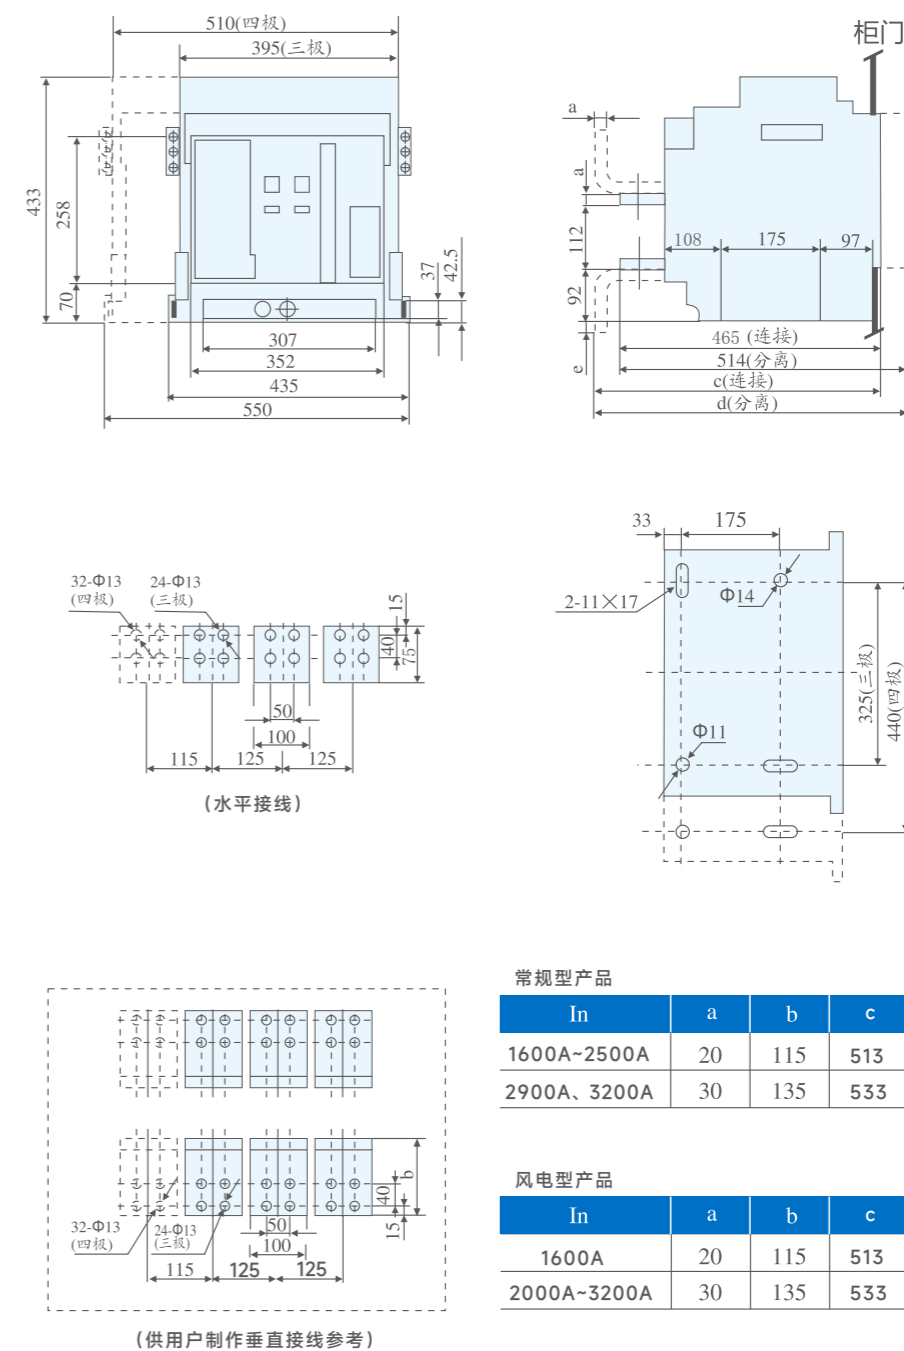 510(四极)
395(三极)
433
258
70
37
42.5
307
352
435
550
柜门
a
a
112
92
e
108
175
97
465 (连接)
514(分离)
c(连接)
d(分离)
32-Φ13
(四极)
24-Φ13
(三极)
15
40
75
50
100
115
125
125
(水平接线)
33
175
2-11×17
Φ14
Φ11
325(三极)
440(四极)
32-Φ13
(四极)
24-Φ13
(三极)
b
40
15
50
100
115
125
125
(供用户制作垂直接线参考)
常规型产品
In a b c
1600A~2500A 20 115 513
2900A、3200A 30 135 533
风电型产品
In a b c
1600A 20 115 513
2000A~3200A 30 135 533